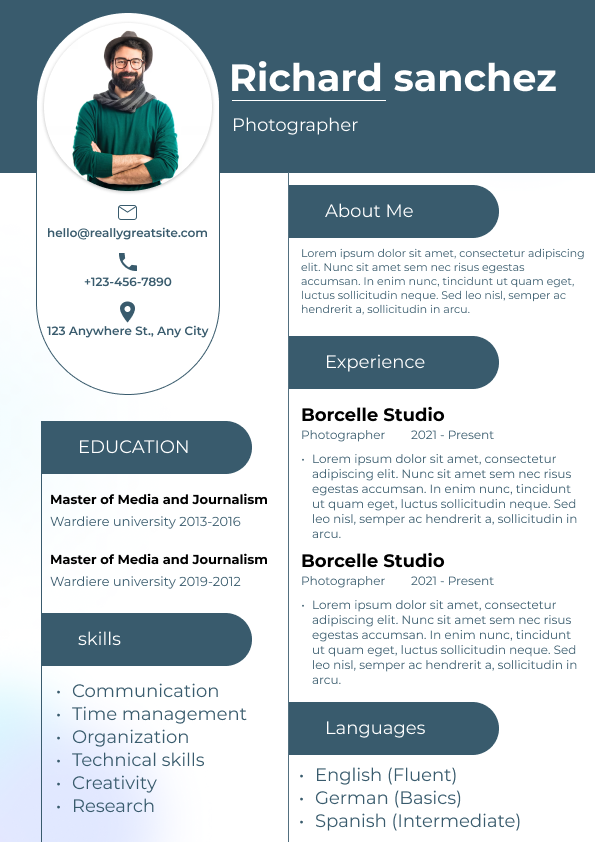 Richard sanchez
Photographer
hello@reallygreatsite.com
+123-456-7890
123 Anywhere St., Any City
EDUCATION
Master of Media and Journalism
Wardiere university 2013-2016
Master of Media and Journalism
Wardiere university 2019-2012
skills
• Communication
• Time management
• Organization
• Technical skills
• Creativity
• Research
About Me
Lorem ipsum dolor sit amet, consectetur adipiscing
elit. Nunc sit amet sem nec risus egestas
accumsan. In enim nunc, tincidunt ut quam eget,
luctus sollicitudin neque. Sed leo nisl, semper ac
hendrerit a, sollicitudin in arcu.
Experience
Borcelle Studio
Photographer 2021 - Present
• Lorem ipsum dolor sit amet, consectetur
adipiscing elit. Nunc sit amet sem nec risus
egestas accumsan. In enim nunc, tincidunt
ut quam eget, luctus sollicitudin neque. Sed
leo nisl, semper ac hendrerit a, sollicitudin in
arcu.
Borcelle Studio
Photographer 2021 - Present
• Lorem ipsum dolor sit amet, consectetur
adipiscing elit. Nunc sit amet sem nec risus
egestas accumsan. In enim nunc, tincidunt
ut quam eget, luctus sollicitudin neque. Sed
leo nisl, semper ac hendrerit a, sollicitudin in
arcu.
Languages
• English (Fluent)
• German (Basics)
• Spanish (Intermediate)